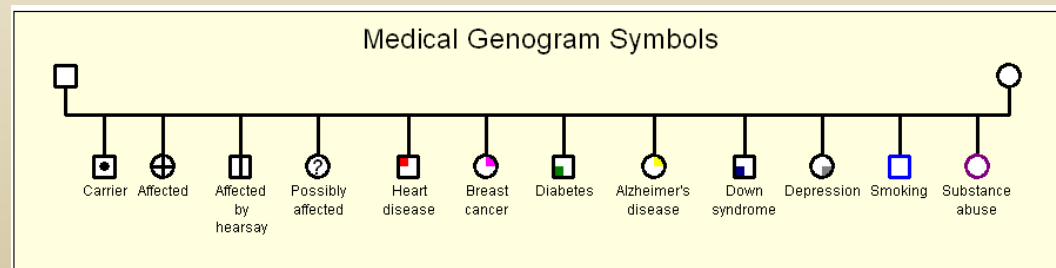 Medical Genogram Symbols
?
Carrier
Affected
Affected
by
hearsay
Possibly
affected
Heart
disease
Breast
cancer
Diabetes
Alzheimer's
disease
Down
syndrome
Depression
Smoking
Substance
abuse